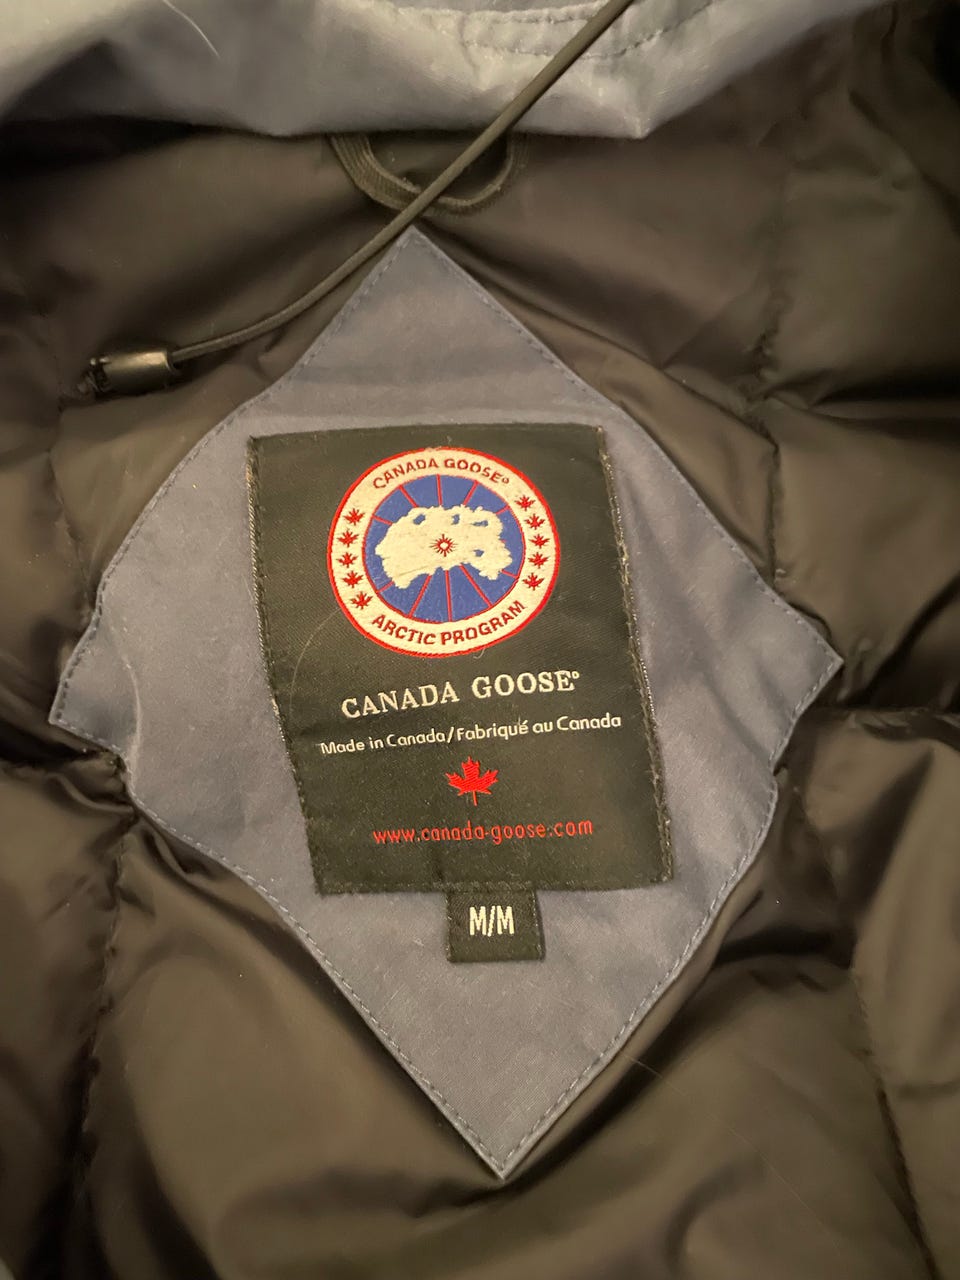 CANADA GOOSE®
ARCTIC PROGRAM
CANADA GOOSE®
Made in Canada/Fabriqué au Canada
www.canada-goose.com
M/M